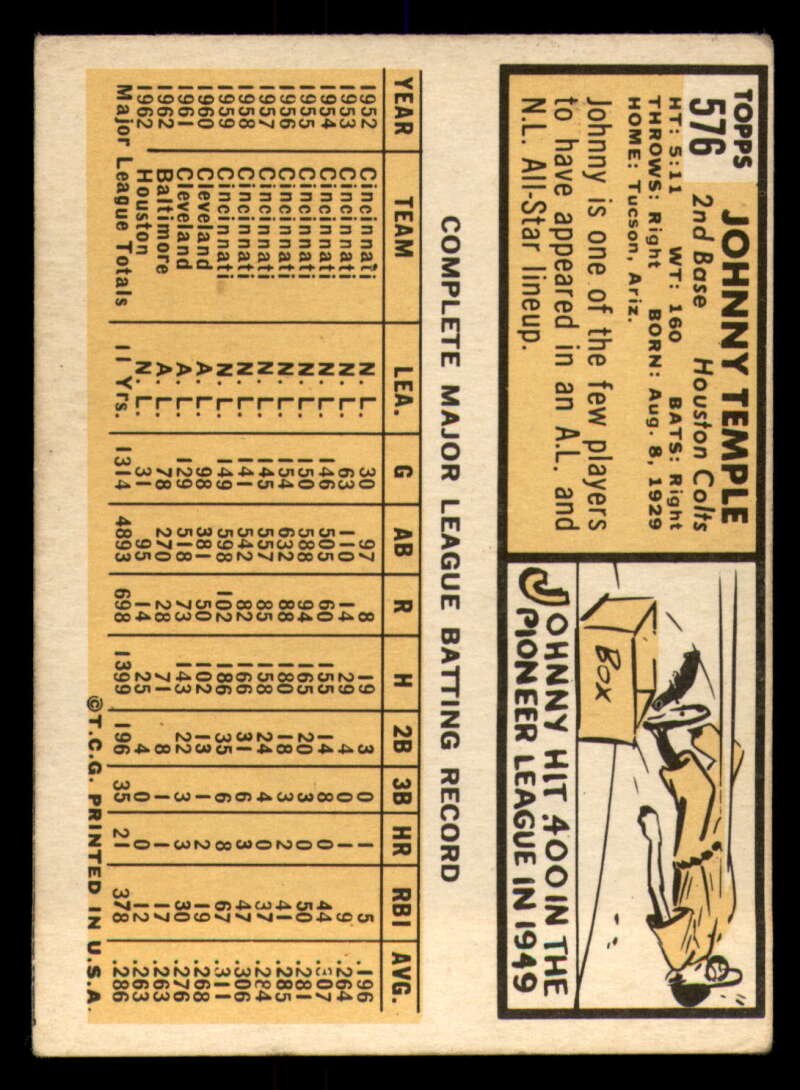 TOPPS
576
JOHNNY TEMPLE
2nd Base Houston Colts
HT: 5:11 WT: 160 BATS: Right
THROWS: Right BORN: Aug. 8, 1929
HOME: Tucson, Ariz.
Johnny is one of the few players
to have appeared in an A.L. and
N.L. All-Star lineup.
BOX
JOHNNY HIT .400 IN THE
PIONEER LEAGUE IN 1949
COMPLETE MAJOR LEAGUE BATTING RECORD
YEAR TEAM LEA. G AB R H 2B 3B HR RBI AVG.
1952 Cincinnati N. L. 30 97 8 19 3 0 1 5 .196
1953 Cincinnati N. L. 63 110 14 29 4 0 1 9 .264
1954 Cincinnati N. L. 146 505 60 155 14 8 0 44 .307
1955 Cincinnati N. L. 150 588 94 165 20 3 0 50 .281
1956 Cincinnati N. L. 154 632 88 180 18 3 2 41 .285
1957 Cincinnati N. L. 145 557 85 158 24 4 0 37 .284
1958 Cincinnati N. L. 141 542 82 166 31 6 3 47 .306
1959 Cincinnati N. L. 149 598 102 186 35 6 8 67 .311
1960 Cleveland A. L. 98 381 50 102 13 1 2 19 .268
1961 Cleveland A. L. 129 518 73 143 22 3 3 30 .276
1962 Baltimore A. L. 78 270 28 71 8 1 1 17 .263
1962 Houston N. L. 31 95 14 25 4 0 0 12 .263
Major League Totals 11 Yrs. 1314 4893 698 1399 196 35 21 378 .286
©T.C.G. PRINTED IN U.S.A.